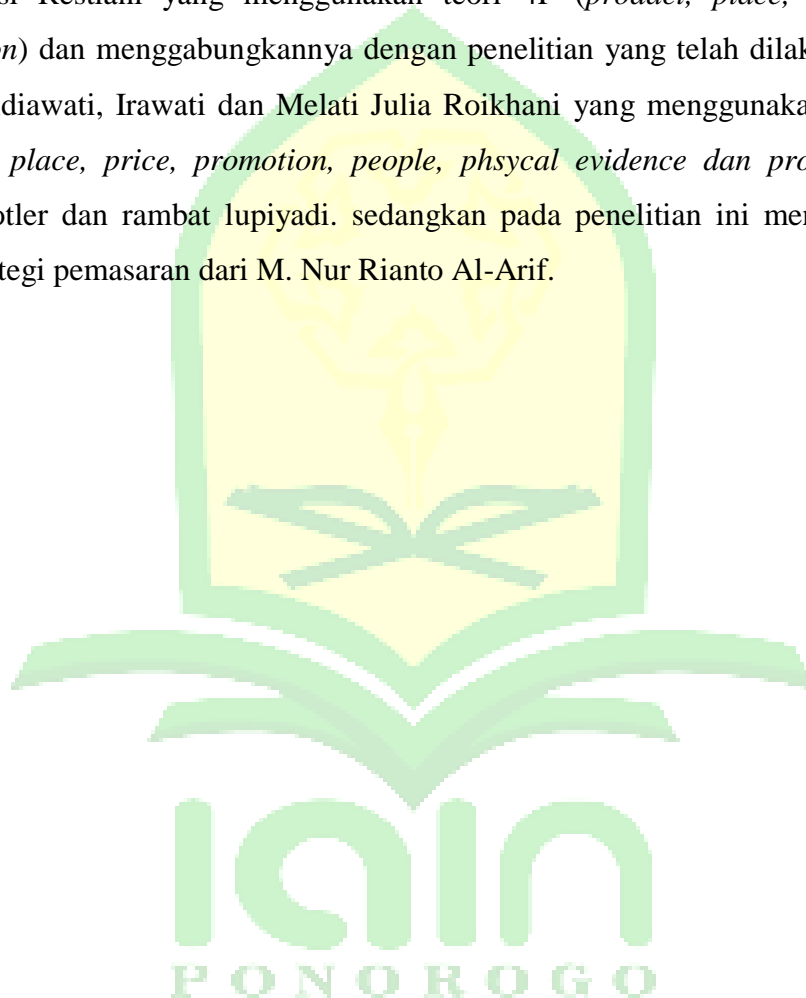 si Restiani yang menggunakan teori 4P (product, place,
on) dan menggabungkannya dengan penelitian yang telah dilak
diawati, Irawati dan Melati Julia Roikhani yang menggunaka
place, price, promotion, people, phsycal evidence dan pro
otler dan rambat lupiyadi. sedangkan pada penelitian ini mer
tegi pemasaran dari M. Nur Rianto Al-Arif.
iain
PONOROGO